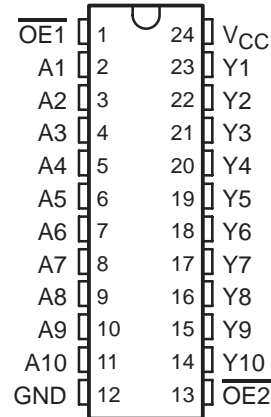 O̅E̅1̅ 1 24 VCC
A1 2 23 Y1
A2 3 22 Y2
A3 4 21 Y3
A4 5 20 Y4
A5 6 19 Y5
A6 7 18 Y6
A7 8 17 Y7
A8 9 16 Y8
A9 10 15 Y9
A10 11 14 Y10
GND 12 13 O̅E̅2̅